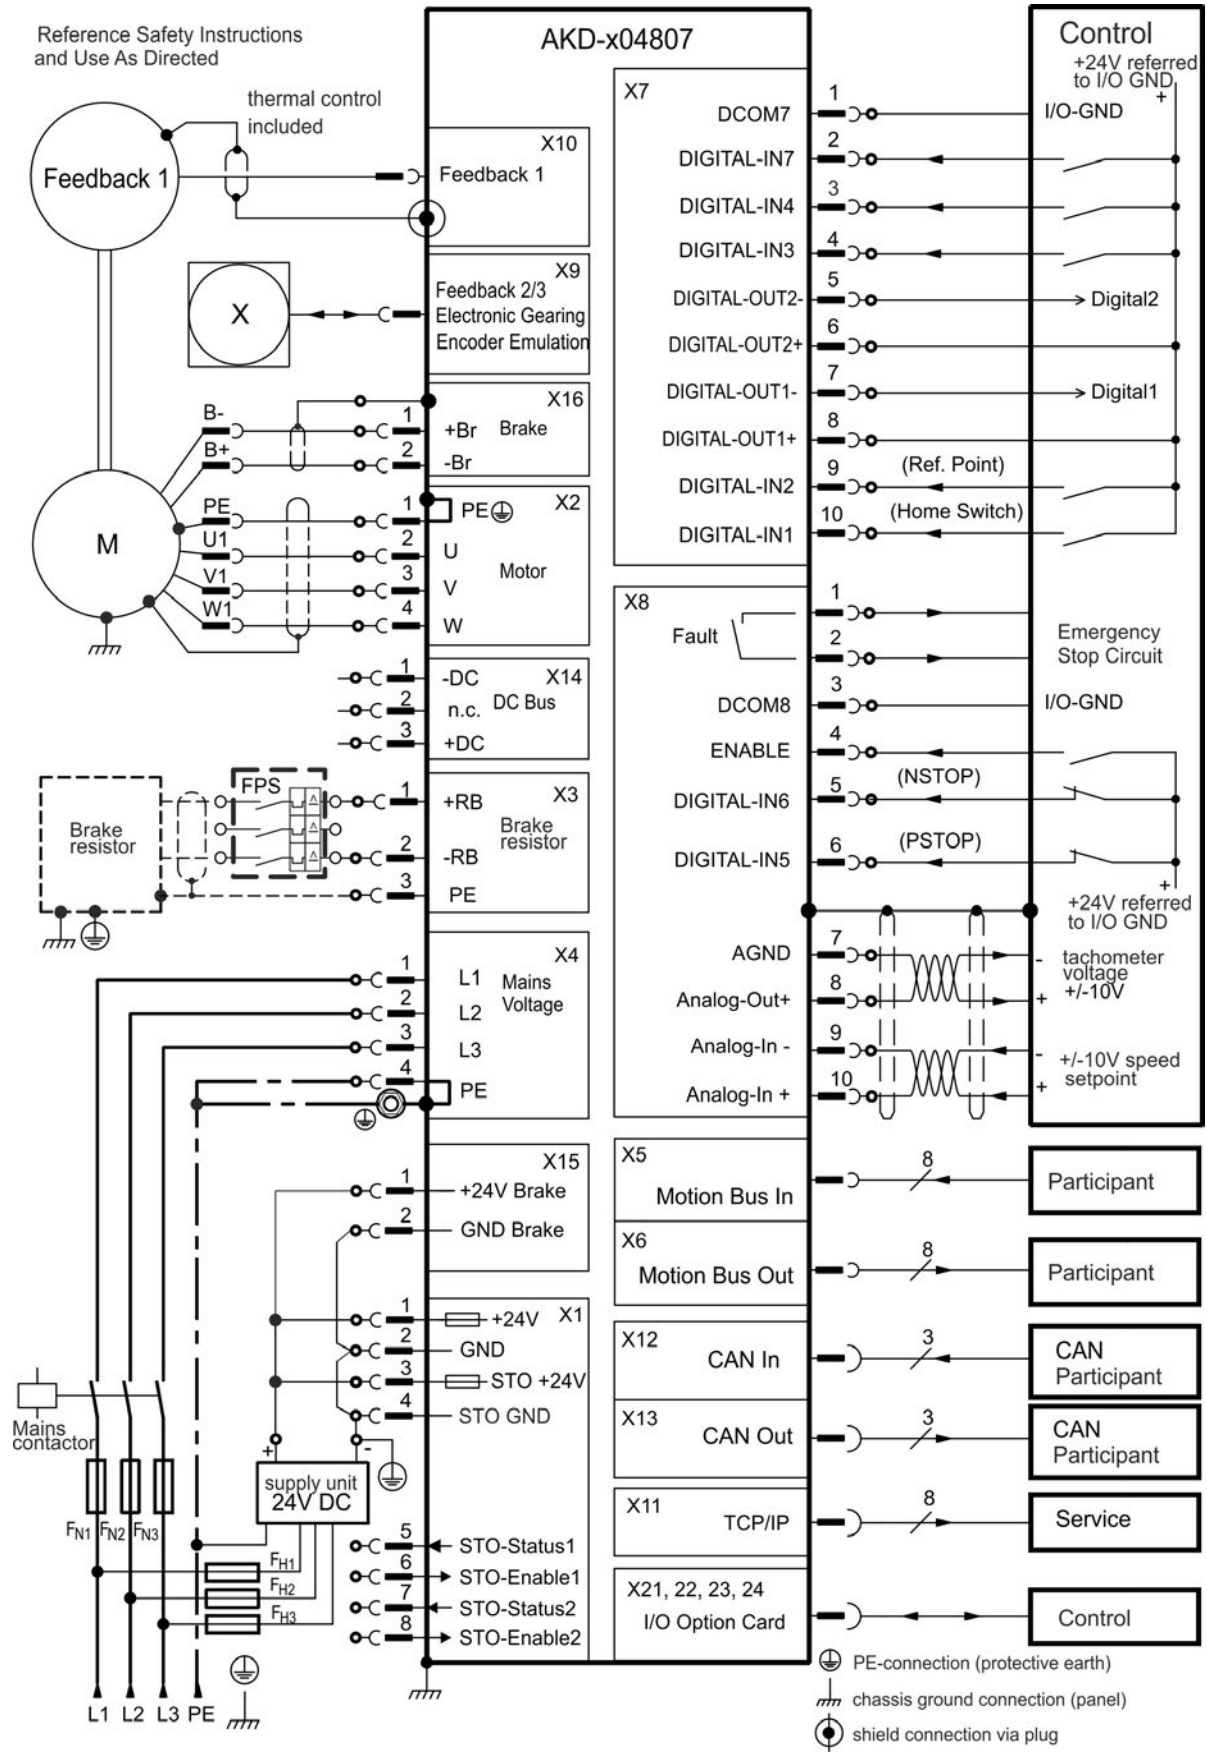 Reference Safety Instructions
and Use As Directed
AKD-x04807
Feedback 1
thermal control
included
X10
Feedback 1
X
X9
Feedback 2/3
Electronic Gearing
Encoder Emulation
B-
B+
1
2
X16
+Br Brake
-Br
M
PE
U1
V1
W1
1
2
3
4
X2
PE
U
V
W
Motor
1
2
3
X14
-DC
n.c.
+DC
DC Bus
Brake
resistor
FPS
1
2
3
X3
+RB
-RB
PE
Brake
resistor
1
2
3
4
X4
L1
L2
L3
PE
Mains
Voltage
X15
1
+24V Brake
2
GND Brake
X1
1
+24V
2
GND
3
STO +24V
4
STO GND
Mains
contactor
+
-
supply unit
24V DC
FN1
FN2
FN3
FH1
FH2
FH3
5
STO-Status1
6
STO-Enable1
7
STO-Status2
8
STO-Enable2
L1
L2
L3
PE
X7
DCOM7
1
DIGITAL-IN7
2
DIGITAL-IN4
3
DIGITAL-IN3
4
DIGITAL-OUT2-
5
Digital2
DIGITAL-OUT2+
6
DIGITAL-OUT1-
7
Digital1
DIGITAL-OUT1+
8
DIGITAL-IN2
9
(Ref. Point)
DIGITAL-IN1
10
(Home Switch)
Control
+24V referred
to I/O GND
+
I/O-GND
X8
Fault
1
2
Emergency
Stop Circuit
DCOM8
3
I/O-GND
ENABLE
4
DIGITAL-IN6
5
(NSTOP)
DIGITAL-IN5
6
(PSTOP)
+
+24V referred
to I/O GND
AGND
7
-
tachometer
voltage
+/-10V
Analog-Out+
8
+
Analog-In -
9
-
+/-10V speed
setpoint
Analog-In +
10
+
X5
Motion Bus In
8
Participant
X6
Motion Bus Out
8
Participant
X12
CAN In
3
CAN
Participant
X13
CAN Out
3
CAN
Participant
X11
TCP/IP
8
Service
X21, 22, 23, 24
I/O Option Card
Control
PE-connection (protective earth)
chassis ground connection (panel)
shield connection via plug